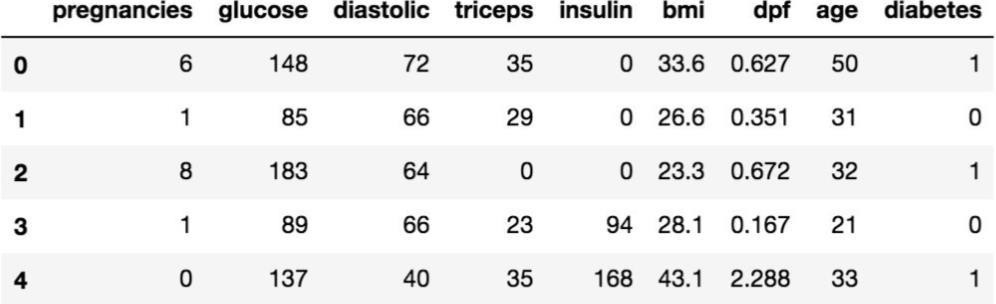 pregnancies glucose diastolic triceps insulin bmi dpf age diabetes
0 6 148 72 35 0 33.6 0.627 50 1
1 1 85 66 29 0 26.6 0.351 31 0
2 8 183 64 0 0 23.3 0.672 32 1
3 1 89 66 23 94 28.1 0.167 21 0
4 0 137 40 35 168 43.1 2.288 33 1